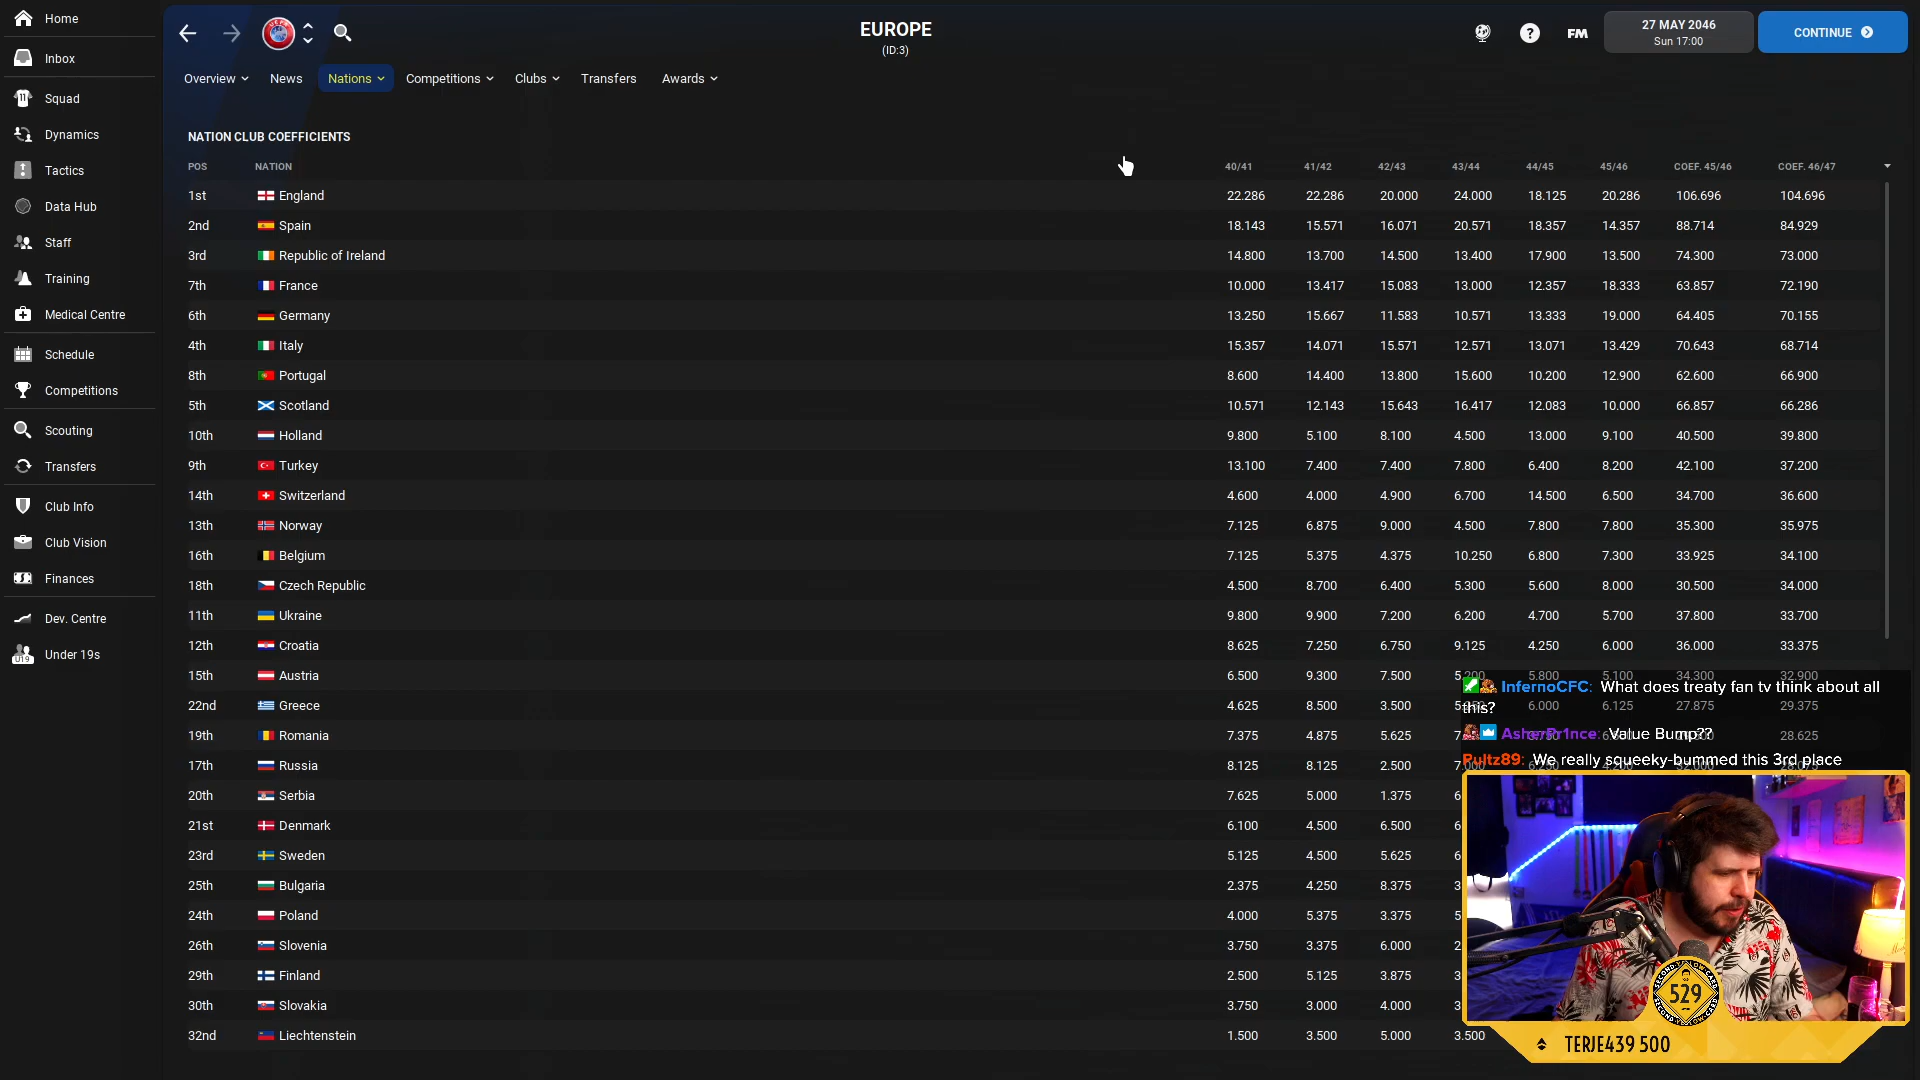 Home
Inbox
Squad
Dynamics
Tactics
Data Hub
Staff
Training
Medical Centre
Schedule
Competitions
Scouting
Transfers
Club Info
Club Vision
Finances
Dev. Centre
U19 Under 19s
EUROPE
(ID:3)
? FM
27 MAY 2046
Sun 17:00
CONTINUE
Overview News Nations Competitions Clubs Transfers Awards
NATION CLUB COEFFICIENTS
POS NATION 40/41 41/42 42/43 43/44 44/45 45/46 COEF. 45/46 COEF. 46/47
1st England 22.286 22.286 20.000 24.000 18.125 20.286 106.696 104.696
2nd Spain 18.143 15.571 16.071 20.571 18.357 14.357 88.714 84.929
3rd Republic of Ireland 14.800 13.700 14.500 13.400 17.900 13.500 74.300 73.000
7th France 10.000 13.417 15.083 13.000 12.357 18.333 63.857 72.190
6th Germany 13.250 15.667 11.583 10.571 13.333 19.000 64.405 70.155
4th Italy 15.357 14.071 15.571 12.571 13.071 13.429 70.643 68.714
8th Portugal 8.600 14.400 13.800 15.600 10.200 12.900 62.600 66.900
5th Scotland 10.571 12.143 15.643 16.417 12.083 10.000 66.857 66.286
10th Holland 9.800 5.100 8.100 4.500 13.000 9.100 40.500 39.800
9th Turkey 13.100 7.400 7.400 7.800 6.400 8.200 42.100 37.200
14th Switzerland 4.600 4.000 4.900 6.700 14.500 6.500 34.700 36.600
13th Norway 7.125 6.875 9.000 4.500 7.800 7.800 35.300 35.975
16th Belgium 7.125 5.375 4.375 10.250 6.800 7.300 33.925 34.100
18th Czech Republic 4.500 8.700 6.400 5.300 5.600 8.000 30.500 34.000
11th Ukraine 9.800 9.900 7.200 6.200 4.700 5.700 37.800 33.700
12th Croatia 8.625 7.250 6.750 9.125 4.250 6.000 36.000 33.375
15th Austria 6.500 9.300 7.500 5.200 5.800 5.100 34.300 32.900
22nd Greece 4.625 8.500 3.500 6.000 6.125 27.875 29.375
19th Romania 7.375 4.875 5.625 28.625
17th Russia 8.125 8.125 2.500
20th Serbia 7.625 5.000 1.375
21st Denmark 6.100 4.500 6.500
23rd Sweden 5.125 4.500 5.625
25th Bulgaria 2.375 4.250 8.375
24th Poland 4.000 5.375 3.375
26th Slovenia 3.750 3.375 6.000
29th Finland 2.500 5.125 3.875
30th Slovakia 3.750 3.000 4.000
32nd Liechtenstein 1.500 3.500 5.000 3.500
InfernoCFC: What does treaty fan tv think about all
this?
AsherPr1nce: Value Bump??
Pultz89: We really squeeky-bummed this 3rd place
SECOND YELLOW CARD
529
TERJE439 500